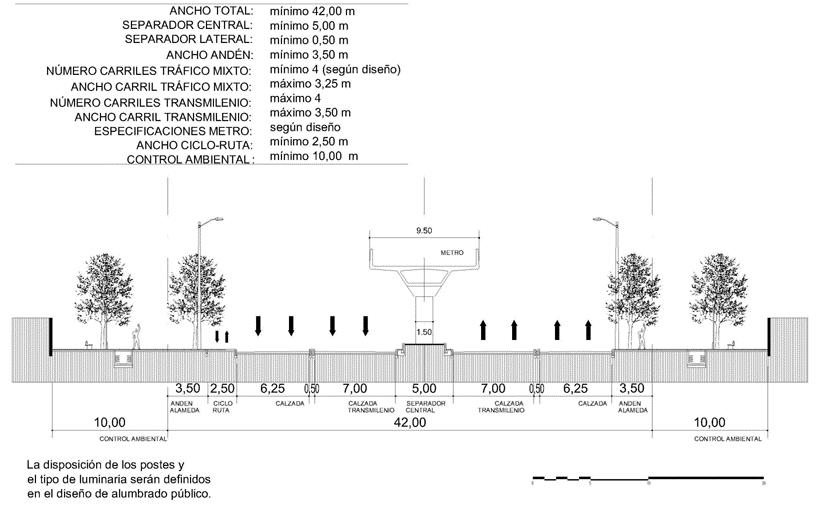 ANCHO TOTAL: mínimo 42,00 m
SEPARADOR CENTRAL: mínimo 5,00 m
SEPARADOR LATERAL: mínimo 0,50 m
ANCHO ANDÉN: mínimo 3,50 m
NÚMERO CARRILES TRÁFICO MIXTO: mínimo 4 (según diseño)
ANCHO CARRIL TRÁFICO MIXTO: máximo 3,25 m
NÚMERO CARRILES TRANSMILENIO: máximo 4
ANCHO CARRIL TRANSMILENIO: máximo 3,50 m
ESPECIFICACIONES METRO: según diseño
ANCHO CICLO-RUTA: mínimo 2,50 m
CONTROL AMBIENTAL: mínimo 10,00 m
9.50
METRO
1.50
3,50 2,50 6,25 0,50 7,00 5,00 7,00 0,50 6,25 3,50
ANDEN CICLO CALZADA CALZADA SEPARADOR CALZADA CALZADA ANDEN
ALAMEDA RUTA TRANSMILENIO CENTRAL TRANSMILENIO ALAMEDA
10,00 42,00 10,00
CONTROL AMBIENTAL CONTROL AMBIENTAL
La disposición de los postes y
el tipo de luminaria serán definidos
en el diseño de alumbrado público.